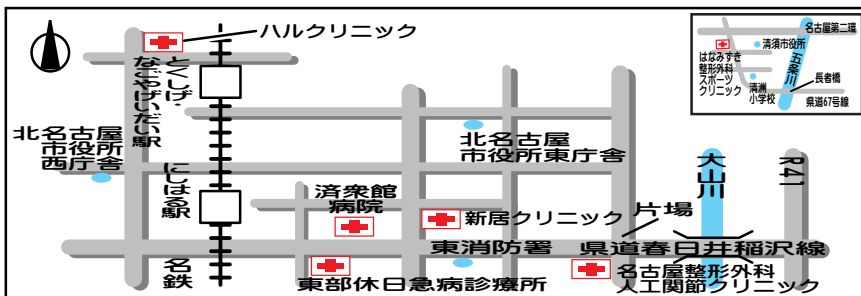 ハルクリニック
とくしげ・
なごやげいだい駅
北名古屋
市役所
西庁舎
にしはる駅
名鉄
済衆館
病院
新居クリニック
東消防署
東部休日急病診療所
北名古屋
市役所東庁舎
片場
県道春日井稲沢線
名古屋整形外科
人工関節クリニック
大山川
R41
名古屋第二環
清須市役所
はなみずき
整形外科
スポーツ
クリニック
清洲
小学校
五条川
長者橋
県道67号線